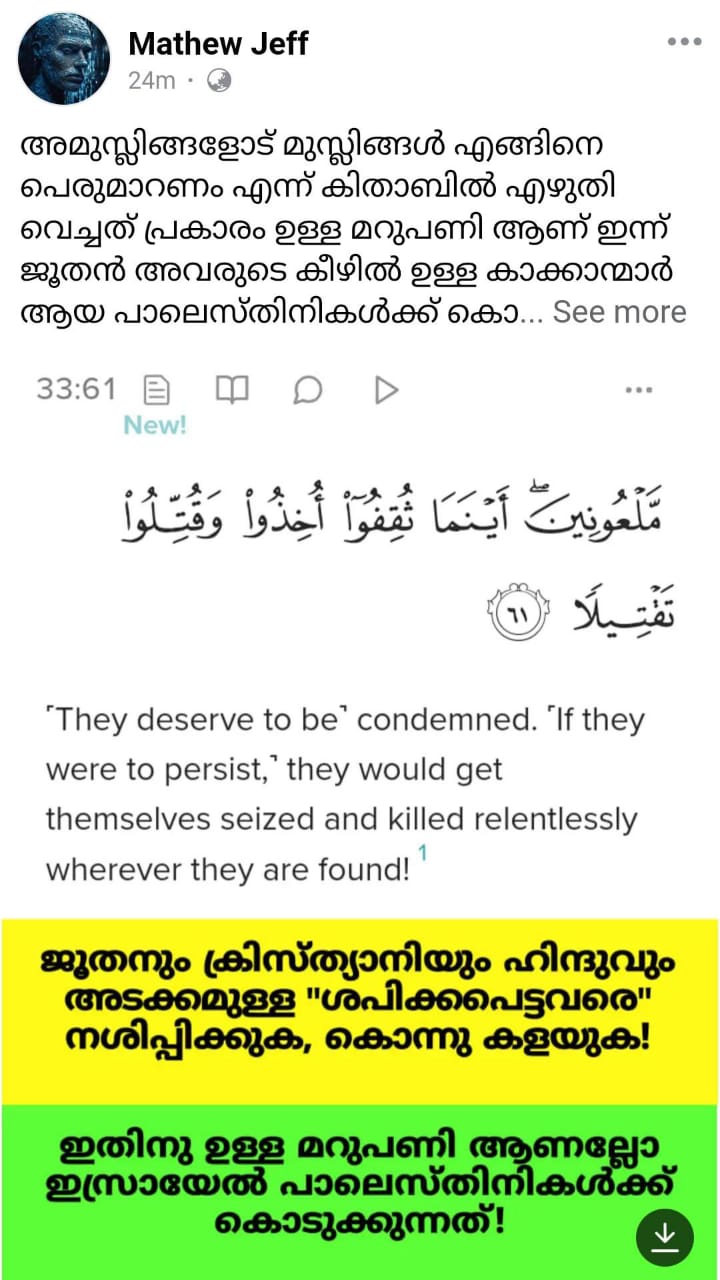 Mathew Jeff
24m
അമുസ്ലിങ്ങളോട് മുസ്ലിങ്ങൾ എങ്ങിനെ
പെരുമാറണം എന്ന് കിതാബിൽ എഴുതി
വെച്ചത് പ്രകാരം ഉള്ള മറുപണി ആണ് ഇന്ന്
ജൂതൻ അവരുടെ കീഴിൽ ഉള്ള കാക്കാന്മാർ
ആയ പാലെസ്തിനികൾക്ക് കൊ... See more
33:61
New!
مَّلْعُونِينَ ۖ أَيْنَمَا ثُقِفُوٓا۟ أُخِذُوا۟ وَقُتِّلُوا۟
تَقْتِيلًا ٦١
⸢They deserve to be⸣ condemned. ⸢If they
were to persist,⸣ they would get
themselves seized and killed relentlessly
wherever they are found! 1
ജൂതനും ക്രിസ്ത്യാനിയും ഹിന്ദുവും
അടക്കമുള്ള "ശപിക്കപെട്ടവരെ"
നശിപ്പിക്കുക, കൊന്നു കളയുക!
ഇതിനു ഉള്ള മറുപണി ആണല്ലോ
ഇസ്രായേൽ പാലെസ്തിനികൾക്ക്
കൊടുക്കുന്നത്!